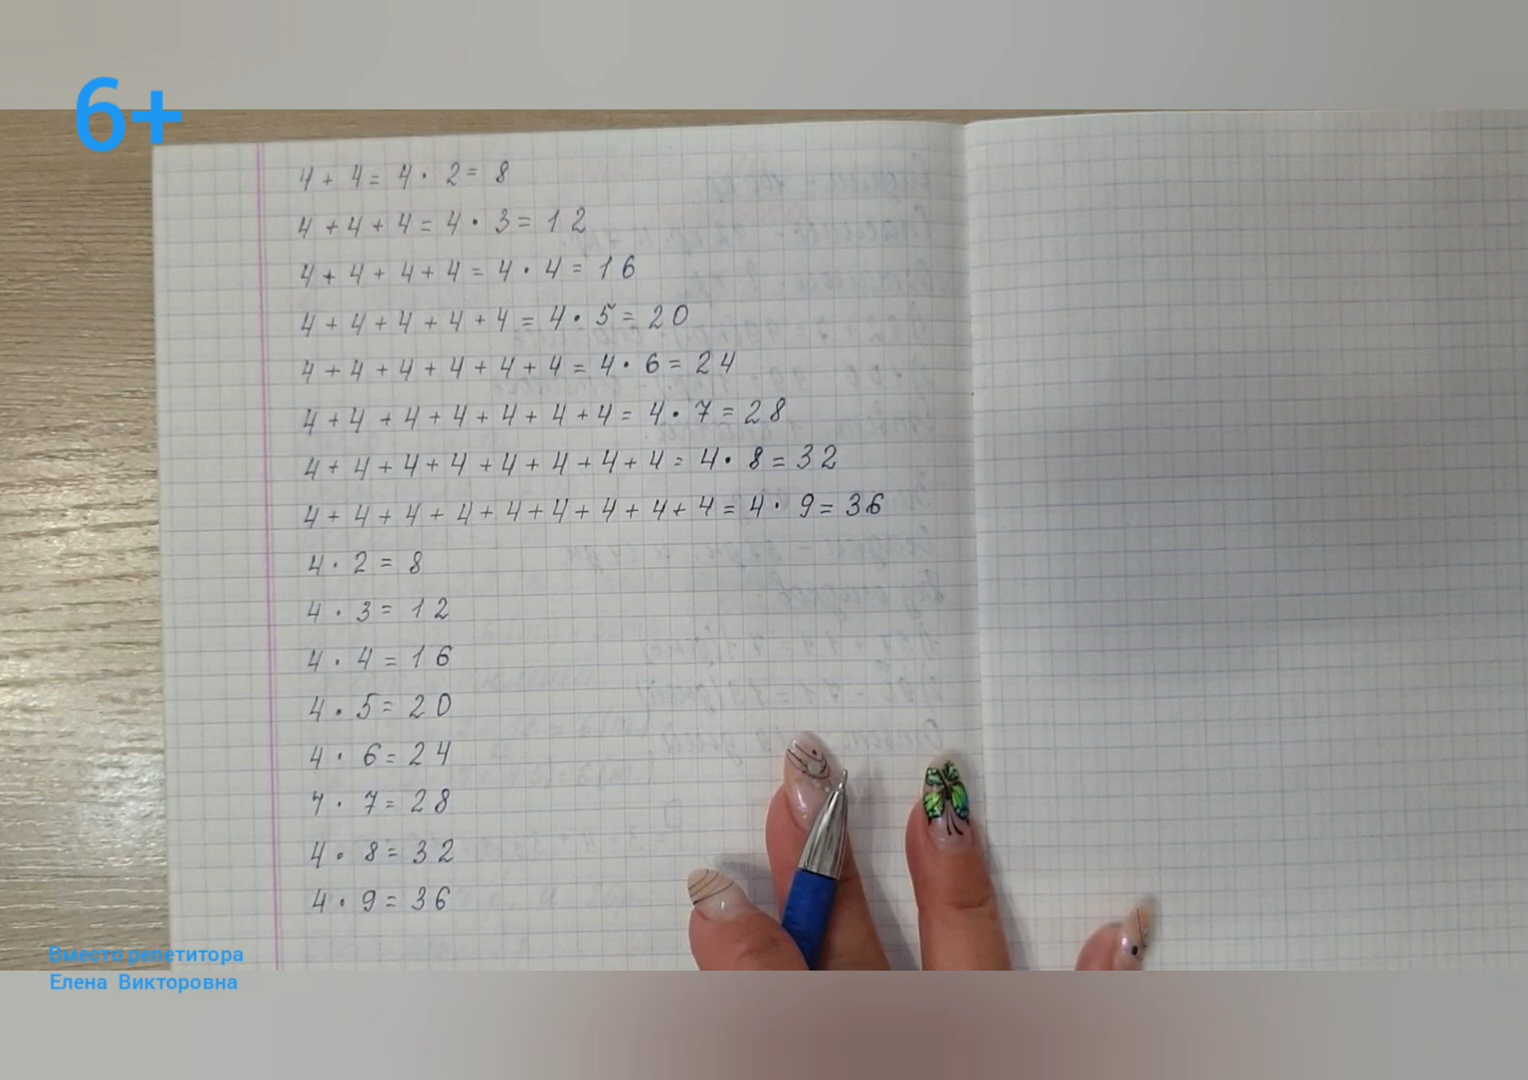 6+
4 + 4 = 4 · 2 = 8
4 + 4 + 4 = 4 · 3 = 12
4 + 4 + 4 + 4 = 4 · 4 = 16
4 + 4 + 4 + 4 + 4 = 4 · 5 = 20
4 + 4 + 4 + 4 + 4 + 4 = 4 · 6 = 24
4 + 4 + 4 + 4 + 4 + 4 + 4 = 4 · 7 = 28
4 + 4 + 4 + 4 + 4 + 4 + 4 + 4 = 4 · 8 = 32
4 + 4 + 4 + 4 + 4 + 4 + 4 + 4 + 4 = 4 · 9 = 36
4 · 2 = 8
4 · 3 = 12
4 · 4 = 16
4 · 5 = 20
4 · 6 = 24
4 · 7 = 28
4 · 8 = 32
4 · 9 = 36
Вместо репетитора
Елена Викторовна